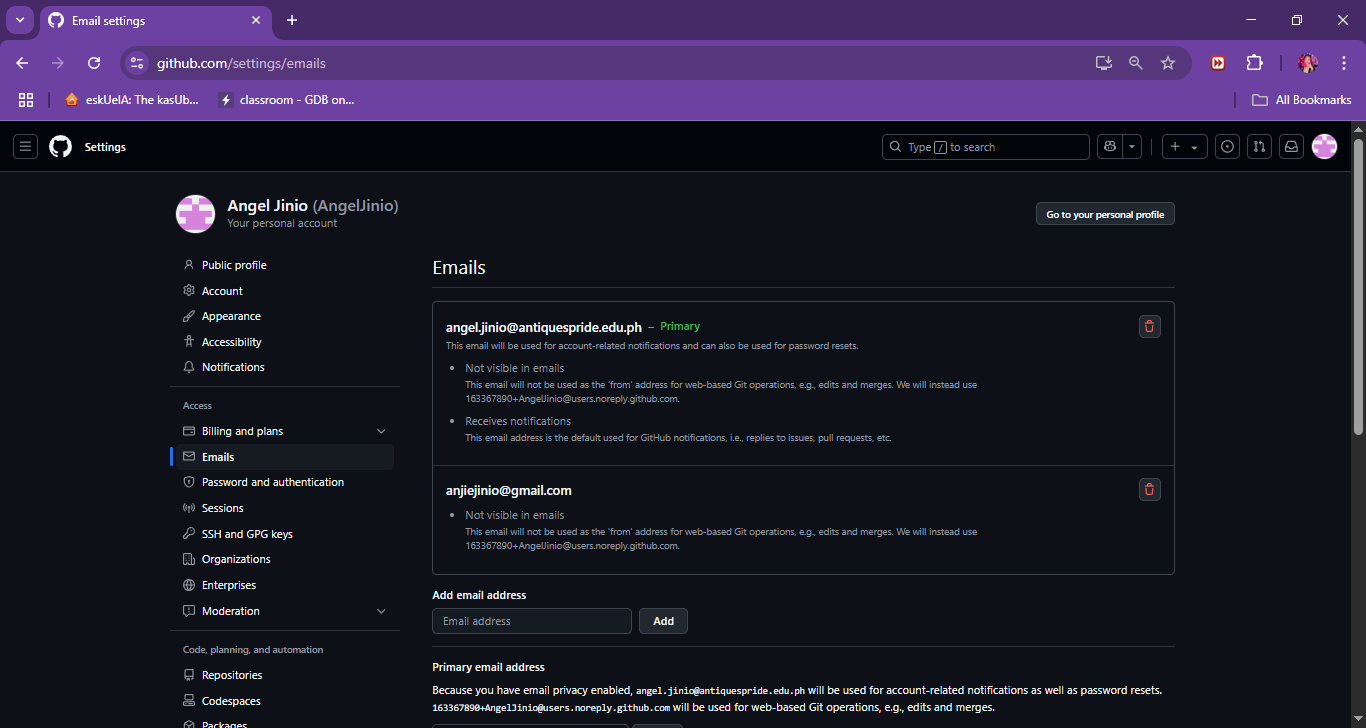 Email settings
github.com/settings/emails
eskUelA: The kasUb...
classroom - GDB on...
All Bookmarks
Settings
Type / to search
Angel Jinio (AngelJinio)
Your personal account
Go to your personal profile
Public profile
Account
Appearance
Accessibility
Notifications
Access
Billing and plans
Emails
Password and authentication
Sessions
SSH and GPG keys
Organizations
Enterprises
Moderation
Code, planning, and automation
Repositories
Codespaces
Packages
Emails
angel.jinio@antiquespride.edu.ph – Primary
This email will be used for account-related notifications and can also be used for password resets.
• Not visible in emails
This email will not be used as the 'from' address for web-based Git operations, e.g., edits and merges. We will instead use
163367890+AngelJinio@users.noreply.github.com.
• Receives notifications
This email address is the default used for GitHub notifications, i.e., replies to issues, pull requests, etc.
anjiejinio@gmail.com
• Not visible in emails
This email will not be used as the 'from' address for web-based Git operations, e.g., edits and merges. We will instead use
163367890+AngelJinio@users.noreply.github.com.
Add email address
Email address
Add
Primary email address
Because you have email privacy enabled, angel.jinio@antiquespride.edu.ph will be used for account-related notifications as well as password resets.
163367890+AngelJinio@users.noreply.github.com will be used for web-based Git operations, e.g., edits and merges.